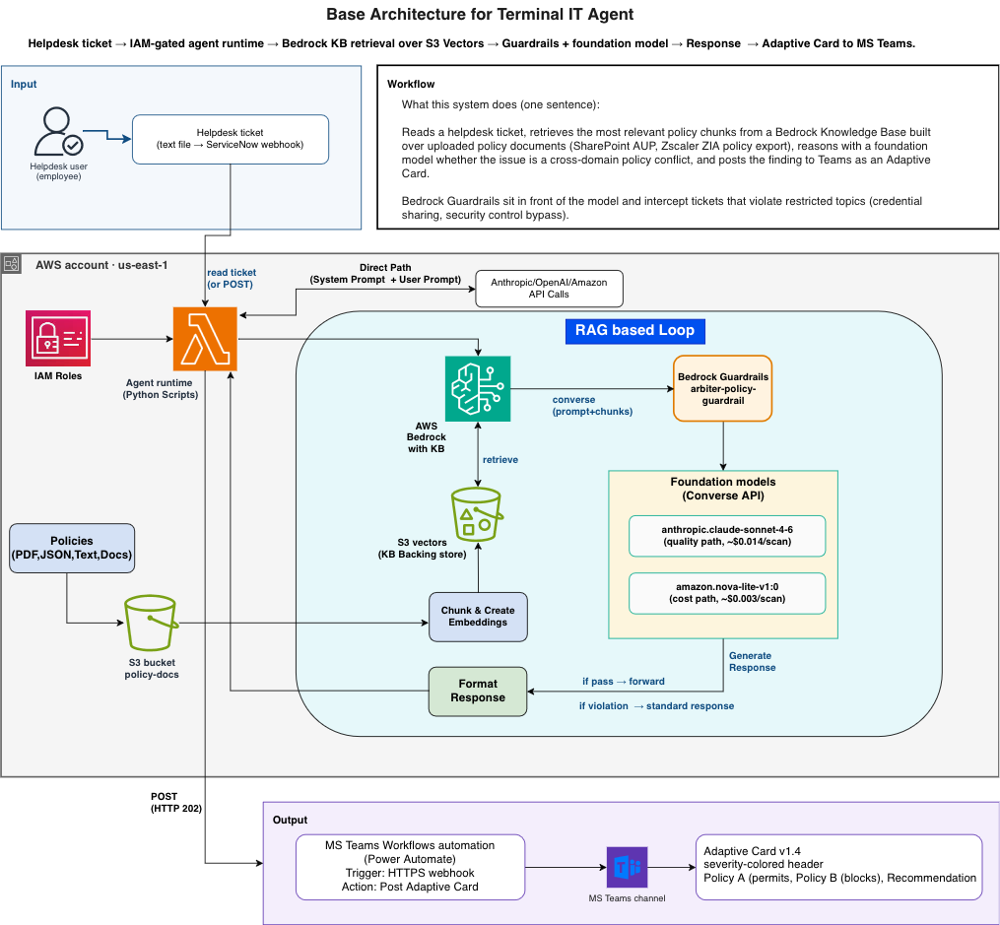 Base Architecture for Terminal IT Agent
Helpdesk ticket → IAM-gated agent runtime → Bedrock KB retrieval over S3 Vectors → Guardrails + foundation model → Response → Adaptive Card to MS Teams.
Input
Helpdesk user
(employee)
Helpdesk ticket
(text file → ServiceNow webhook)
Workflow
What this system does (one sentence):
Reads a helpdesk ticket, retrieves the most relevant policy chunks from a Bedrock Knowledge Base built
over uploaded policy documents (SharePoint AUP, Zscaler ZIA policy export), reasons with a foundation
model whether the issue is a cross-domain policy conflict, and posts the finding to Teams as an Adaptive
Card.
Bedrock Guardrails sit in front of the model and intercept tickets that violate restricted topics (credential
sharing, security control bypass).
AWS account · us-east-1
read ticket
(or POST)
Direct Path
(System Prompt + User Prompt)
Anthropic/OpenAI/Amazon
API Calls
IAM Roles
Agent runtime
(Python Scripts)
RAG based Loop
AWS
Bedrock
with KB
converse
(prompt+chunks)
Bedrock Guardrails
arbiter-policy-
guardrail
retrieve
Foundation models
(Converse API)
anthropic.claude-sonnet-4-6
(quality path, ~$0.014/scan)
amazon.nova-lite-v1:0
(cost path, ~$0.003/scan)
S3 vectors
(KB Backing store)
Policies
(PDF,JSON,Text,Docs)
S3 bucket
policy-docs
Chunk & Create
Embeddings
Generate
Response
Format
Response
if pass → forward
if violation → standard response
POST
(HTTP 202)
Output
MS Teams Workflows automation
(Power Automate)
Trigger: HTTPS webhook
Action: Post Adaptive Card
MS Teams channel
Adaptive Card v1.4
severity-colored header
Policy A (permits, Policy B (blocks), Recommendation